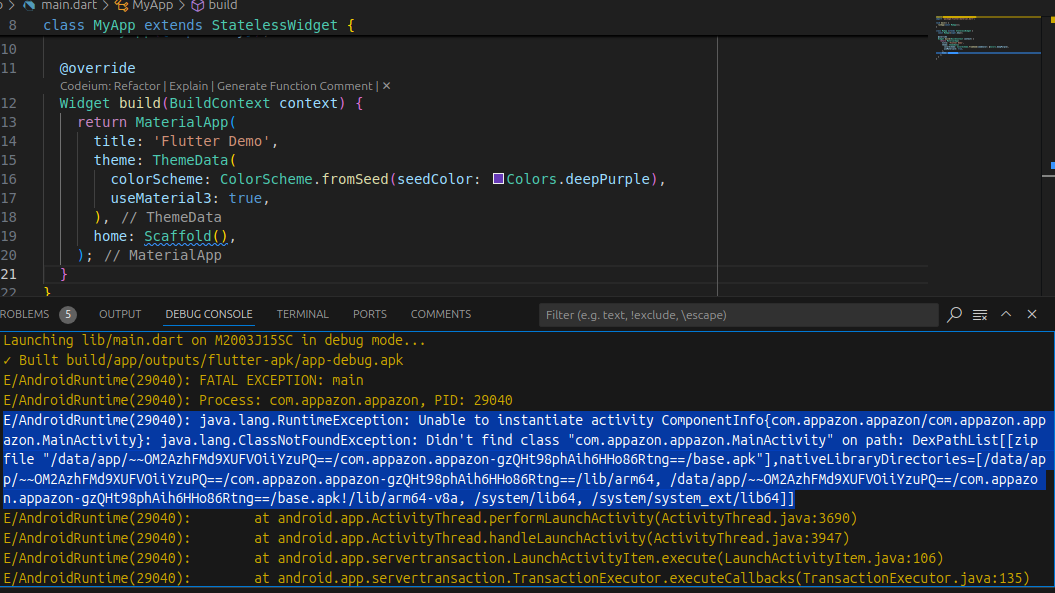 main.dart > MyApp > build
8 class MyApp extends StatelessWidget {
10
11 @override
Codeium: Refactor | Explain | Generate Function Comment | ✕
12 Widget build(BuildContext context) {
13 return MaterialApp(
14 title: 'Flutter Demo',
15 theme: ThemeData(
16 colorScheme: ColorScheme.fromSeed(seedColor: Colors.deepPurple),
17 useMaterial3: true,
18 ), // ThemeData
19 home: Scaffold(),
20 ); // MaterialApp
21 }
22 }
ROBLEMS 5 OUTPUT DEBUG CONSOLE TERMINAL PORTS COMMENTS Filter (e.g. text, !exclude, \escape)
Launching lib/main.dart on M2003J15SC in debug mode...
✓ Built build/app/outputs/flutter-apk/app-debug.apk
E/AndroidRuntime(29040): FATAL EXCEPTION: main
E/AndroidRuntime(29040): Process: com.appazon.appazon, PID: 29040
E/AndroidRuntime(29040): java.lang.RuntimeException: Unable to instantiate activity ComponentInfo{com.appazon.appazon/com.appazon.app
azon.MainActivity}: java.lang.ClassNotFoundException: Didn't find class "com.appazon.appazon.MainActivity" on path: DexPathList[[zip
file "/data/app/~~OM2AzhFMd9XUFVOiiYzuPQ==/com.appazon.appazon-gzQHt98phAih6HHo86Rtng==/base.apk"],nativeLibraryDirectories=[/data/ap
p/~~OM2AzhFMd9XUFVOiiYzuPQ==/com.appazon.appazon-gzQHt98phAih6HHo86Rtng==/lib/arm64, /data/app/~~OM2AzhFMd9XUFVOiiYzuPQ==/com.appazo
n.appazon-gzQHt98phAih6HHo86Rtng==/base.apk!/lib/arm64-v8a, /system/lib64, /system/system_ext/lib64]]
E/AndroidRuntime(29040): at android.app.ActivityThread.performLaunchActivity(ActivityThread.java:3690)
E/AndroidRuntime(29040): at android.app.ActivityThread.handleLaunchActivity(ActivityThread.java:3947)
E/AndroidRuntime(29040): at android.app.servertransaction.LaunchActivityItem.execute(LaunchActivityItem.java:106)
E/AndroidRuntime(29040): at android.app.servertransaction.TransactionExecutor.executeCallbacks(TransactionExecutor.java:135)